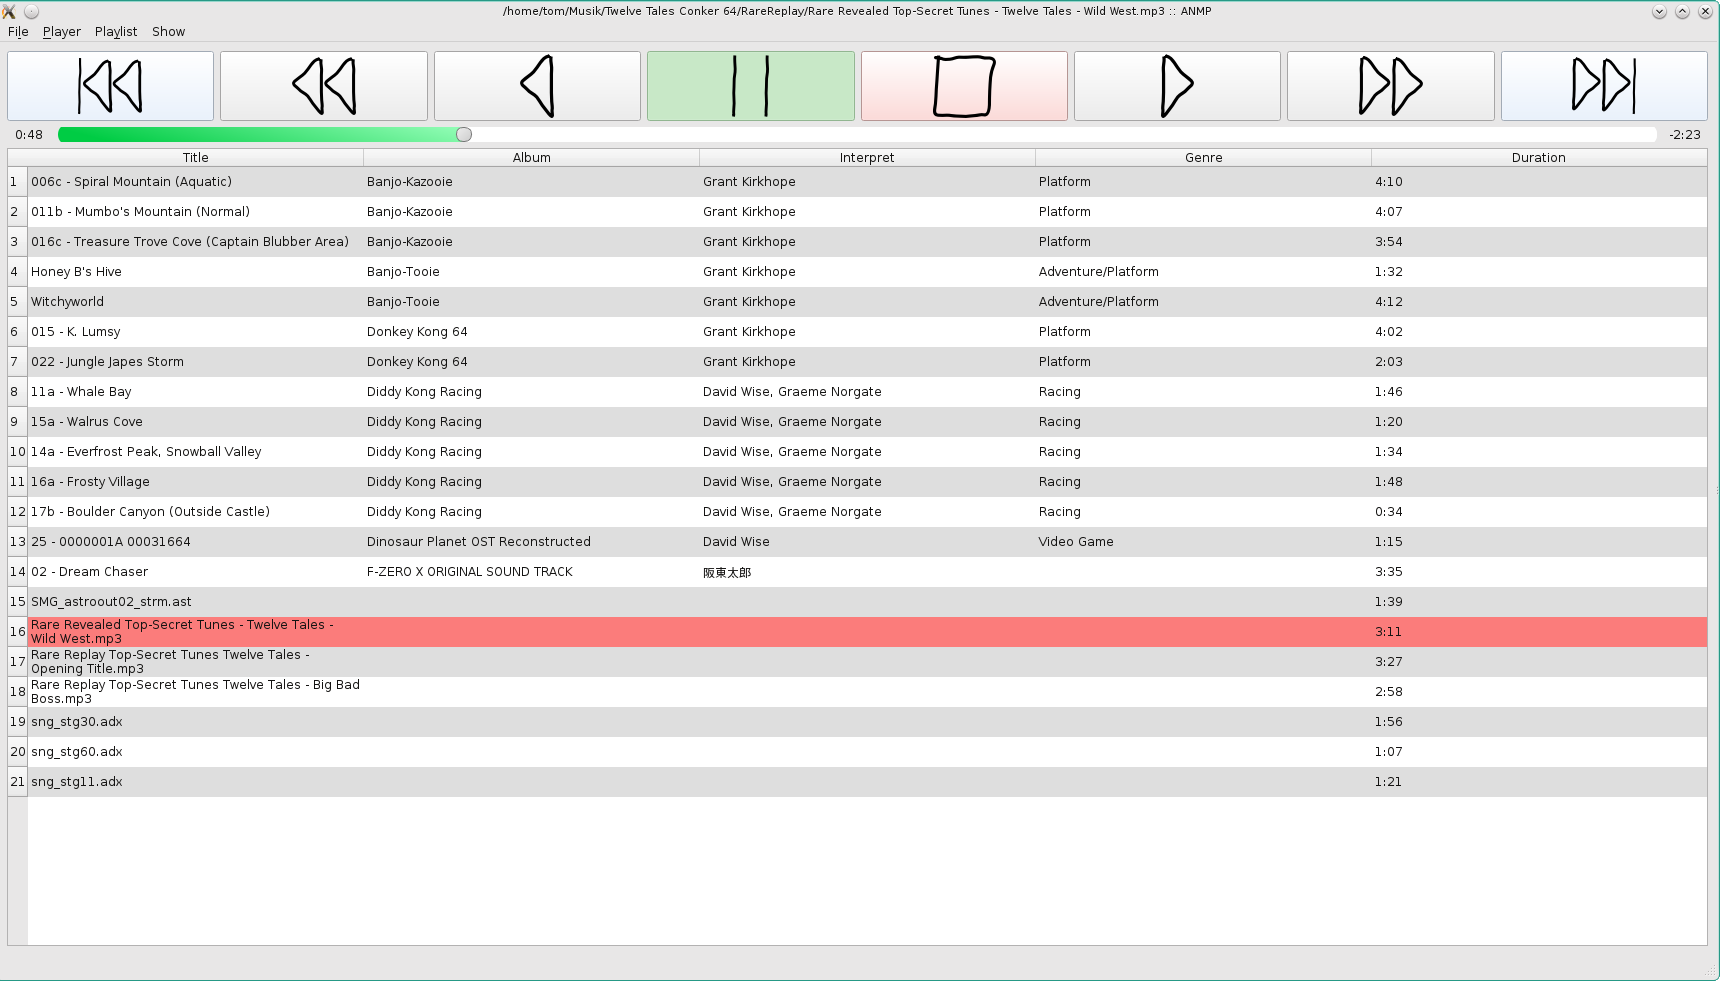 /home/tom/Musik/Twelve Tales Conker 64/RareReplay/Rare Revealed Top-Secret Tunes - Twelve Tales - Wild West.mp3 :: ANMP
File Player Playlist Show
0:48 -2:23
Title Album Interpret Genre Duration
1 006c - Spiral Mountain (Aquatic) Banjo-Kazooie Grant Kirkhope Platform 4:10
2 011b - Mumbo's Mountain (Normal) Banjo-Kazooie Grant Kirkhope Platform 4:07
3 016c - Treasure Trove Cove (Captain Blubber Area) Banjo-Kazooie Grant Kirkhope Platform 3:54
4 Honey B's Hive Banjo-Tooie Grant Kirkhope Adventure/Platform 1:32
5 Witchyworld Banjo-Tooie Grant Kirkhope Adventure/Platform 4:12
6 015 - K. Lumsy Donkey Kong 64 Grant Kirkhope Platform 4:02
7 022 - Jungle Japes Storm Donkey Kong 64 Grant Kirkhope Platform 2:03
8 11a - Whale Bay Diddy Kong Racing David Wise, Graeme Norgate Racing 1:46
9 15a - Walrus Cove Diddy Kong Racing David Wise, Graeme Norgate Racing 1:20
10 14a - Everfrost Peak, Snowball Valley Diddy Kong Racing David Wise, Graeme Norgate Racing 1:34
11 16a - Frosty Village Diddy Kong Racing David Wise, Graeme Norgate Racing 1:48
12 17b - Boulder Canyon (Outside Castle) Diddy Kong Racing David Wise, Graeme Norgate Racing 0:34
13 25 - 0000001A 00031664 Dinosaur Planet OST Reconstructed David Wise Video Game 1:15
14 02 - Dream Chaser F-ZERO X ORIGINAL SOUND TRACK 阪東太郎 3:35
15 SMG_astroout02_strm.ast 1:39
Rare Revealed Top-Secret Tunes - Twelve Tales -
16 Wild West.mp3 3:11
Rare Replay Top-Secret Tunes Twelve Tales -
17 Opening Title.mp3 3:27
Rare Replay Top-Secret Tunes Twelve Tales - Big Bad
18 Boss.mp3 2:58
19 sng_stg30.adx 1:56
20 sng_stg60.adx 1:07
21 sng_stg11.adx 1:21